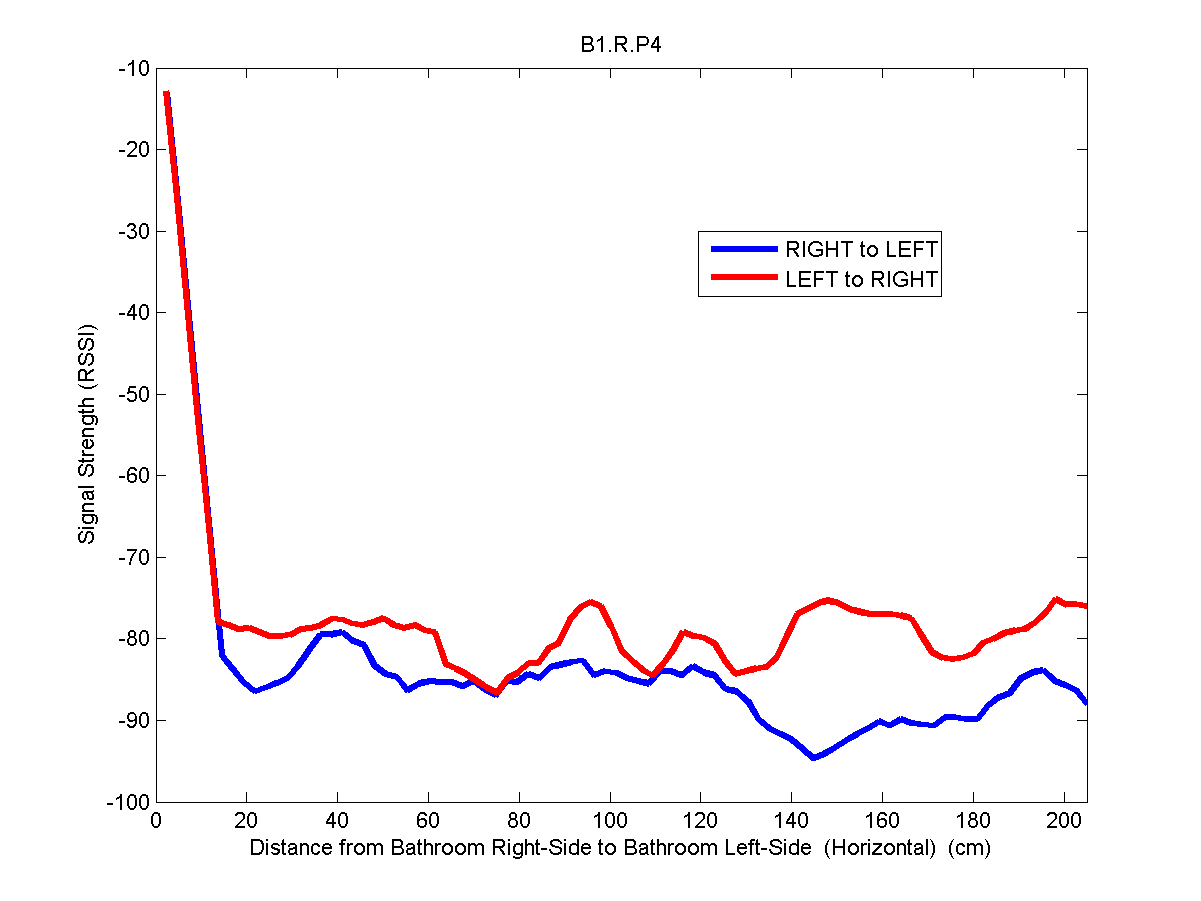 B1.R.P4
-10
-20
-30
-40
-50
-60
-70
-80
-90
-100
Signal Strength (RSSI)
RIGHT to LEFT
LEFT to RIGHT
0 20 40 60 80 100 120 140 160 180 200
Distance from Bathroom Right-Side to Bathroom Left-Side (Horizontal) (cm)